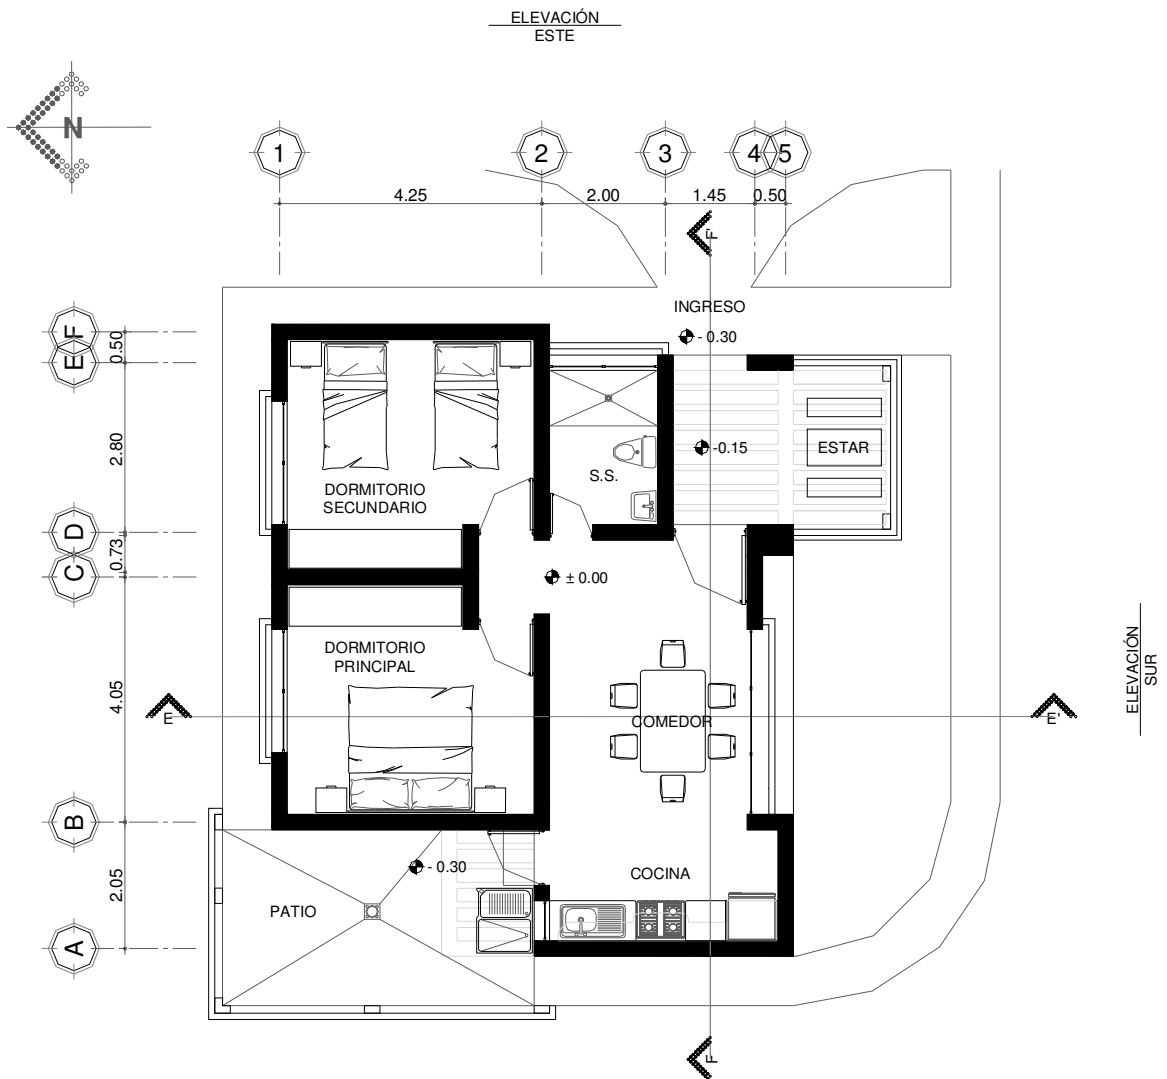 ELEVACIÓN
ESTE
N
1
2
3
4
5
4.25
2.00
1.45
0.50
F'
INGRESO
- 0.30
F
E
0.50
2.80
-0.15
ESTAR
S.S.
DORMITORIO
SECUNDARIO
D
0.73
C
± 0.00
DORMITORIO
PRINCIPAL
ELEVACIÓN
SUR
4.05
E
COMEDOR
E'
B
- 0.30
COCINA
2.05
PATIO
A
F